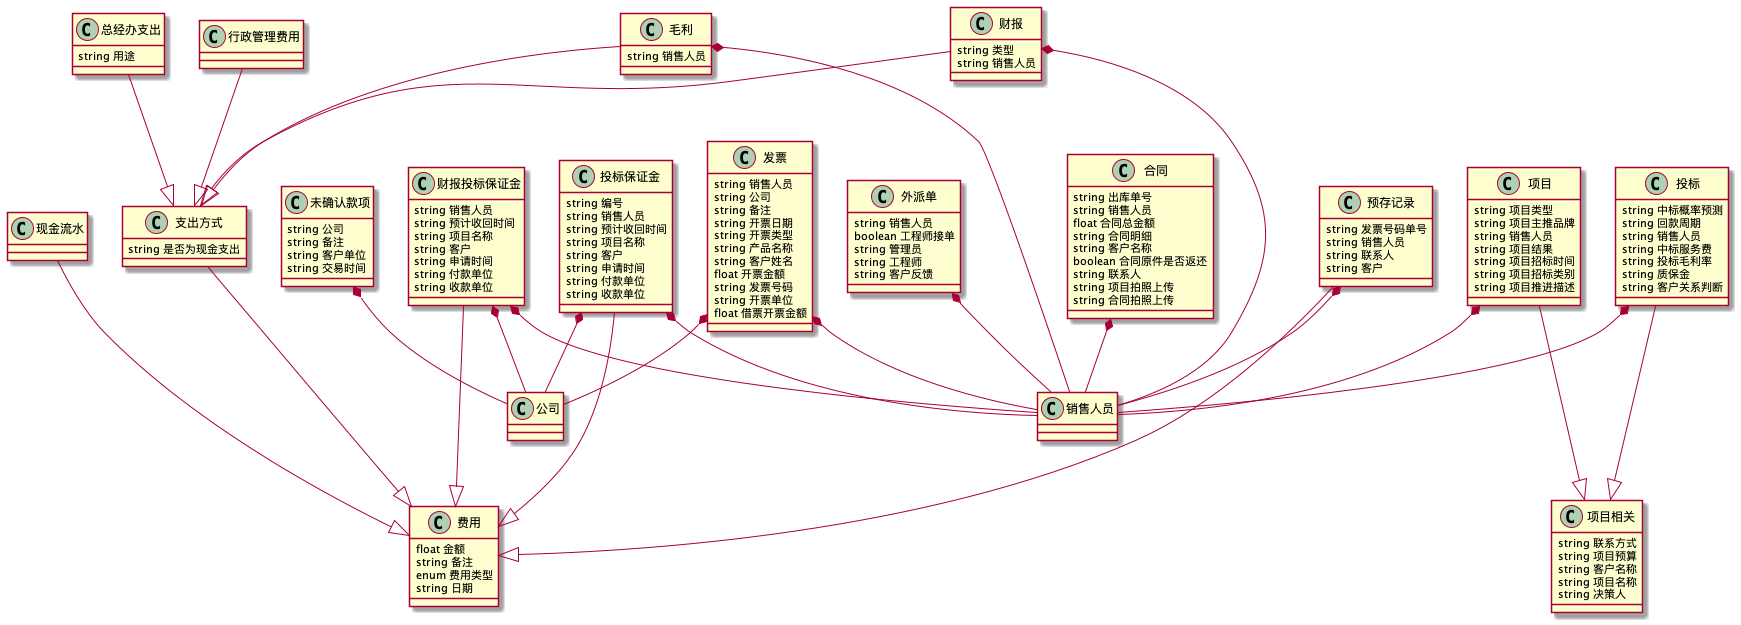 C 总经办支出
string 用途
C 行政管理费用
C 毛利
string 销售人员
C 财报
string 类型
string 销售人员
C 现金流水
C 支出方式
string 是否为现金支出
C 未确认款项
string 公司
string 备注
string 客户单位
string 交易时间
C 财报投标保证金
string 销售人员
string 预计收回时间
string 项目名称
string 客户
string 申请时间
string 付款单位
string 收款单位
C 投标保证金
string 编号
string 销售人员
string 预计收回时间
string 项目名称
string 客户
string 申请时间
string 付款单位
string 收款单位
C 发票
string 销售人员
string 公司
string 备注
string 开票日期
string 开票类型
string 产品名称
string 客户姓名
float 开票金额
string 发票号码
string 开票单位
float 借票开票金额
C 外派单
string 销售人员
boolean 工程师接单
string 管理员
string 工程师
string 客户反馈
C 合同
string 出库单号
string 销售人员
float 合同总金额
string 合同明细
string 客户名称
boolean 合同原件是否返还
string 联系人
string 项目拍照上传
string 合同拍照上传
C 预存记录
string 发票号码单号
string 销售人员
string 联系人
string 客户
C 项目
string 项目类型
string 项目主推品牌
string 销售人员
string 项目结果
string 项目招标时间
string 项目招标类别
string 项目推进描述
C 投标
string 中标概率预测
string 回款周期
string 销售人员
string 中标服务费
string 投标毛利率
string 质保金
string 客户关系判断
C 公司
C 销售人员
C 费用
float 金额
string 备注
enum 费用类型
string 日期
C 项目相关
string 联系方式
string 项目预算
string 客户名称
string 项目名称
string 决策人